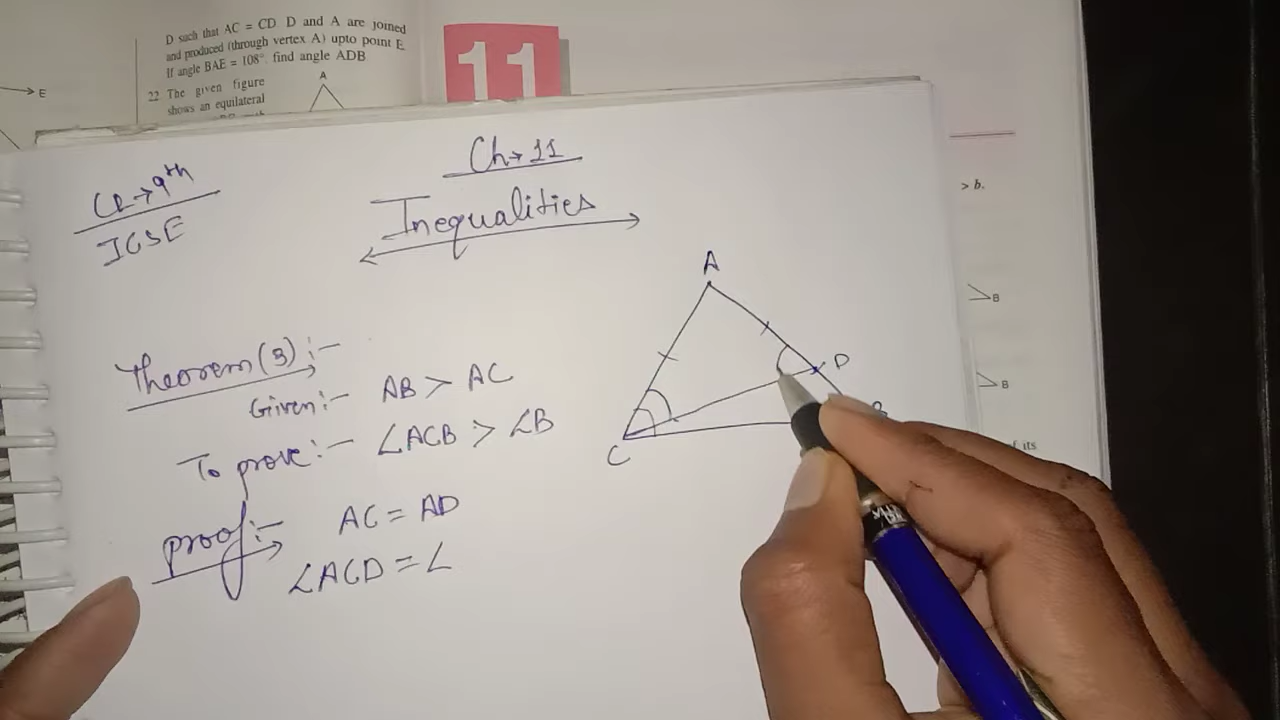 D such that AC = CD D and A are joined
and produced (through vertex A) upto point E
If angle BAE = 108° find angle ADB
22 The given figure
shows an equilateral
E
A
11
Ch→11
Cl→9th
ICSE
Inequalities
> b.
A
B
Theorem(3):-
D
Given:- AB > AC
B
To prove:- ∠ACB > ∠B
C
of its
Proof:- AC = AD
∠ACD = ∠